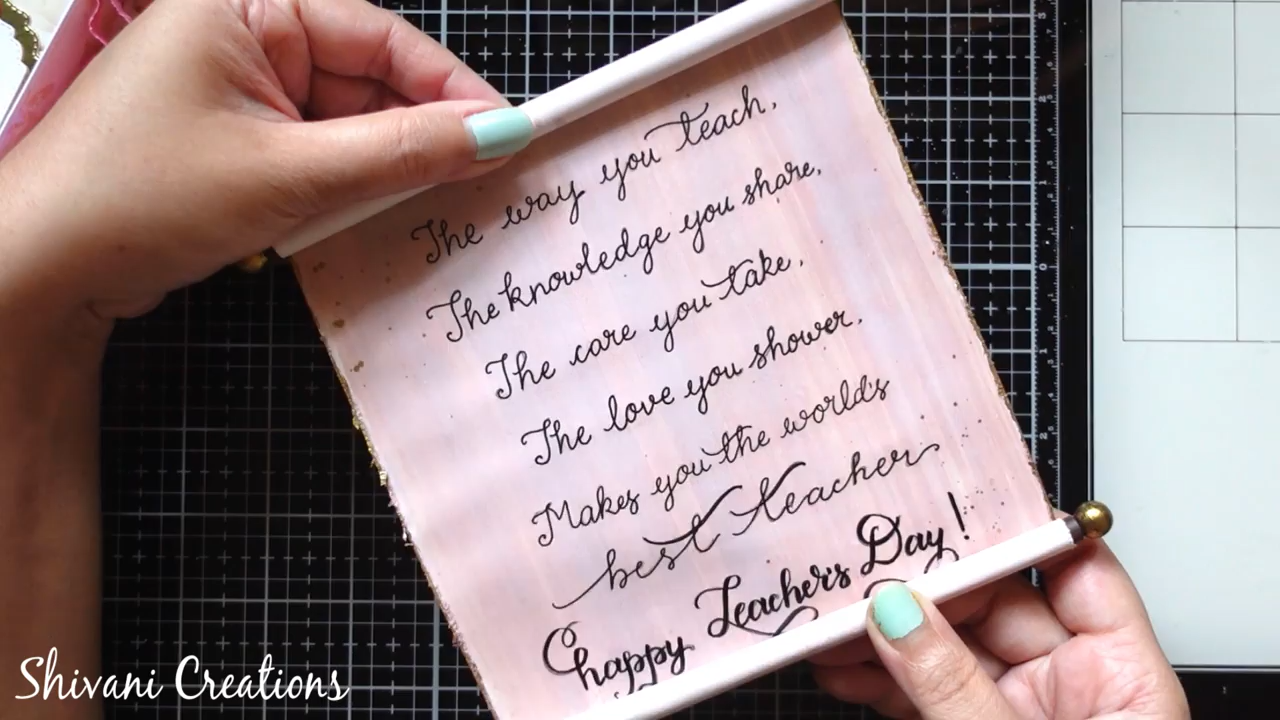 The way you teach,
The knowledge you share,
The care you take,
The love you shower,
Makes you the world's
best teacher
happy Teacher's Day!
Shivani Creations